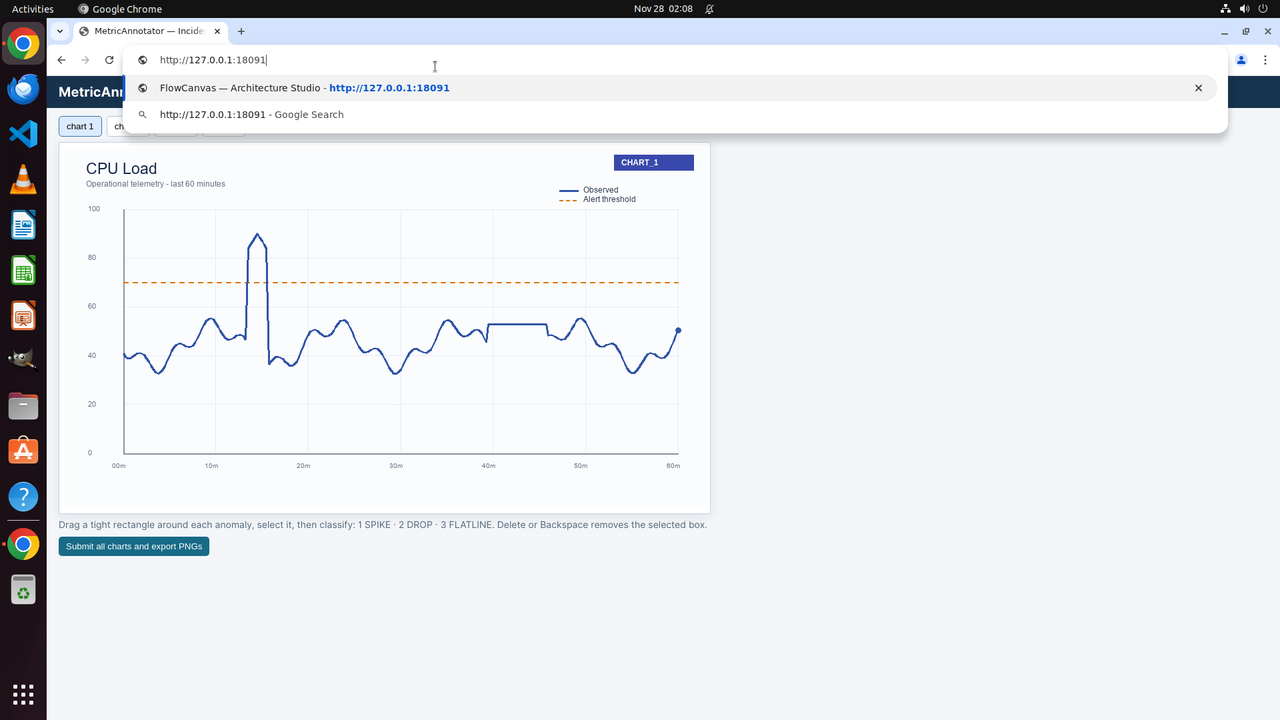 Activities
Google Chrome
Nov 28 02:08
MetricAnnotator — Incide
http://127.0.0.1:18091
FlowCanvas — Architecture Studio - http://127.0.0.1:18091
http://127.0.0.1:18091 - Google Search
MetricAnn
chart 1
CPU Load
CHART_1
Operational telemetry - last 60 minutes
Observed
Alert threshold
100
80
60
40
20
0
00m 10m 20m 30m 40m 50m 60m
Drag a tight rectangle around each anomaly, select it, then classify: 1 SPIKE · 2 DROP · 3 FLATLINE. Delete or Backspace removes the selected box.
Submit all charts and export PNGs